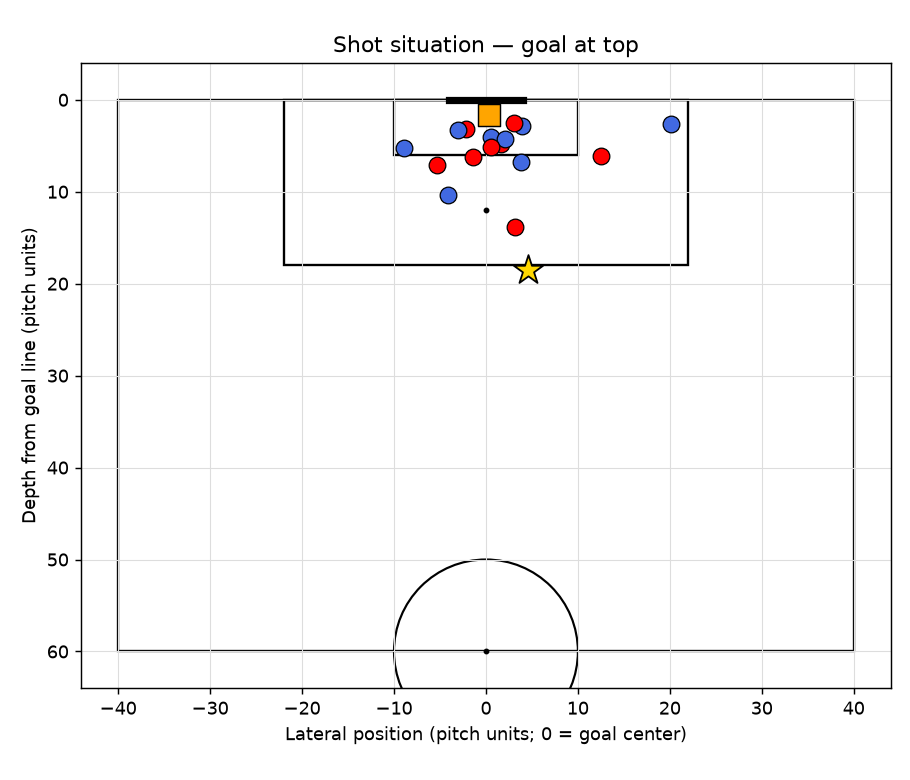 Shot situation — goal at top
0
10
20
30
40
50
60
Depth from goal line (pitch units)
−40 −30 −20 −10 0 10 20 30 40
Lateral position (pitch units; 0 = goal center)